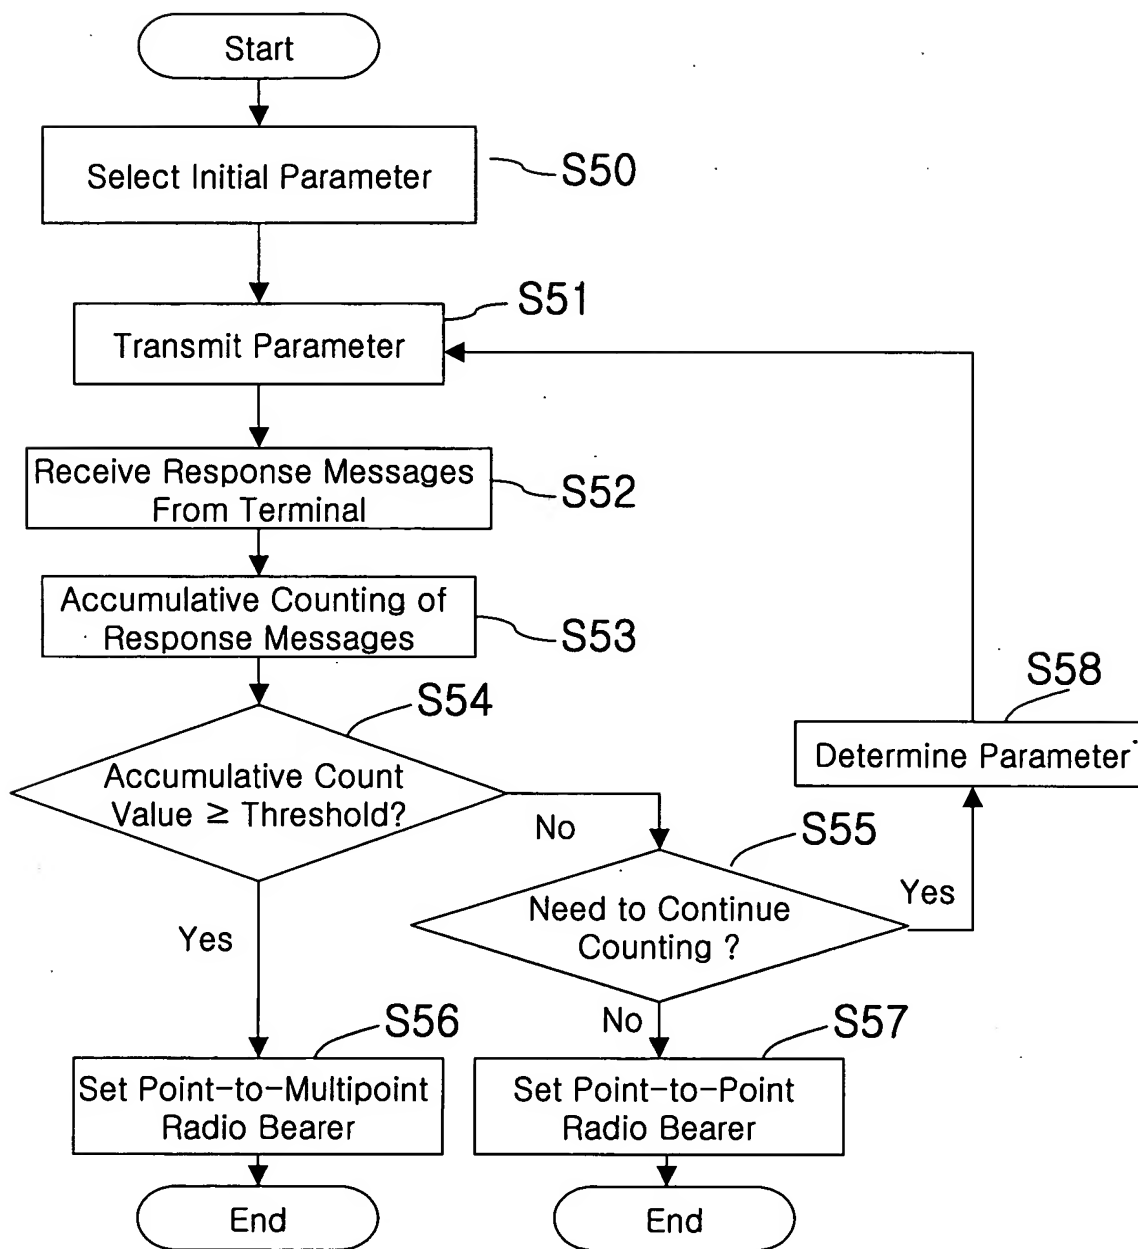 Start
Select Initial Parameter
S50
S51
Transmit Parameter
Receive Response Messages
From Terminal
S52
Accumulative Counting of
Response Messages
S53
S54
S58
Accumulative Count
Value ≥ Threshold?
Determine Parameter
No
S55
Yes
Need to Continue
Counting ?
Yes
No
S56
S57
Set Point-to-Multipoint
Radio Bearer
Set Point-to-Point
Radio Bearer
End
End